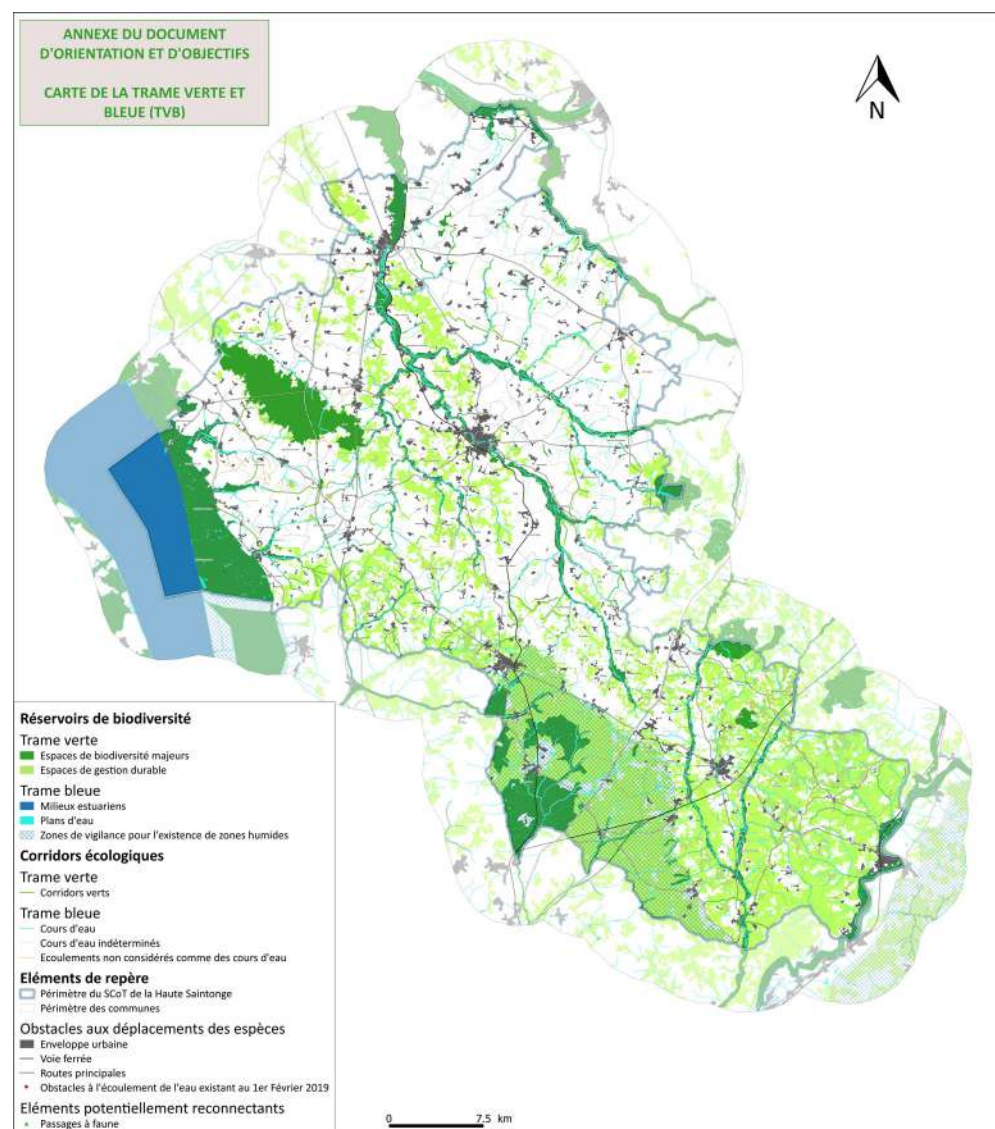 ANNEXE DU DOCUMENT
D'ORIENTATION ET D'OBJECTIFS
CARTE DE LA TRAME VERTE ET
BLEUE (TVB)
N
Réservoirs de biodiversité
Trame verte
Espaces de biodiversité majeurs
Espaces de gestion durable
Trame bleue
Milieux estuariens
Plans d'eau
Zones de vigilance pour l'existence de zones humides
Corridors écologiques
Trame verte
Corridors verts
Trame bleue
Cours d'eau
Cours d'eau indéterminés
Ecoulements non considérés comme des cours d'eau
Eléments de repère
Périmètre du SCoT de la Haute Saintonge
Périmètre des communes
Obstacles aux déplacements des espèces
Enveloppe urbaine
Voie ferrée
Routes principales
Obstacles à l'écoulement de l'eau existant au 1er Février 2019
Eléments potentiellement reconnectants
Passages à faune
0 7.5 km